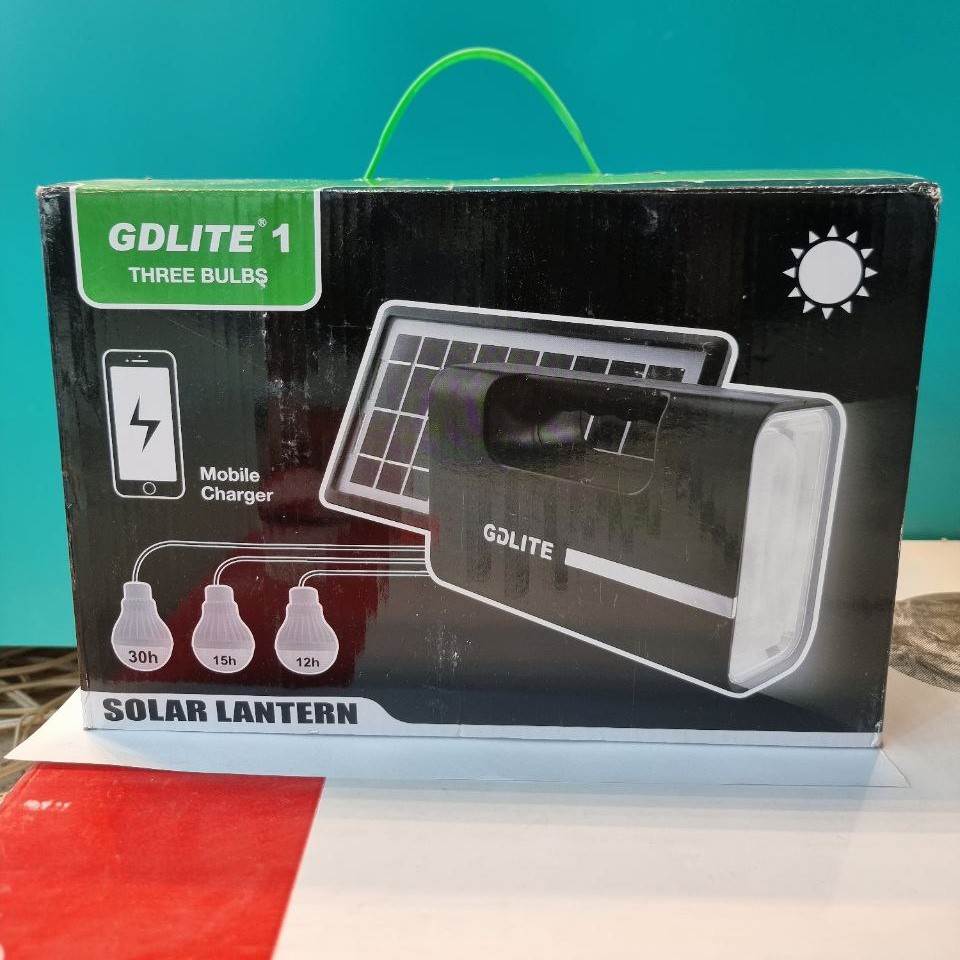 GDLITE® 1
THREE BULBS
Mobile
Charger
GDLITE
30h
15h
12h
SOLAR LANTERN